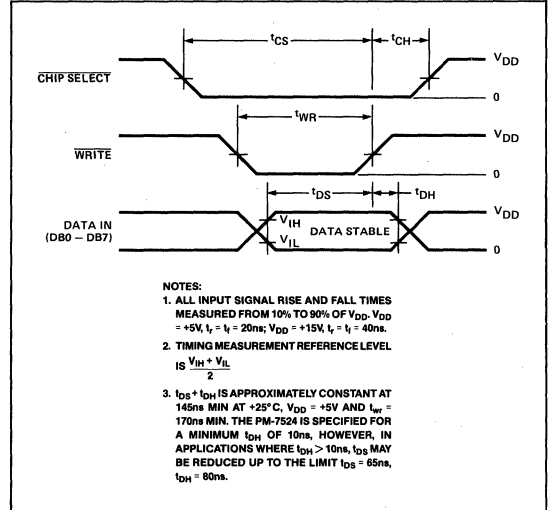 tCS
tCH
VDD
CHIP SELECT
0
tWR
VDD
WRITE
0
tDS
tDH
VDD
DATA IN
(DB0 – DB7)
VIH
VIL
DATA STABLE
0
NOTES:
1. ALL INPUT SIGNAL RISE AND FALL TIMES
MEASURED FROM 10% TO 90% OF VDD. VDD
= +5V, tr = tf = 20ns; VDD = +15V, tr = tf = 40ns.
2. TIMING MEASUREMENT REFERENCE LEVEL
IS VIH + VIL
2
3. tDS + tDH IS APPROXIMATELY CONSTANT AT
145ns MIN AT +25°C, VDD = +5V AND twr =
170ns MIN. THE PM-7524 IS SPECIFIED FOR
A MINIMUM tDH OF 10ns, HOWEVER, IN
APPLICATIONS WHERE tDH > 10ns, tDS MAY
BE REDUCED UP TO THE LIMIT tDS = 65ns,
tDH = 80ns.